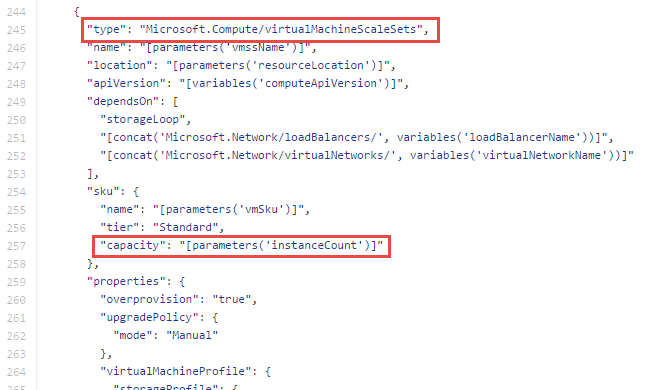 244 {
245 "type": "Microsoft.Compute/virtualMachineScaleSets",
246 "name": "[parameters('vmssName')]",
247 "location": "[parameters('resourceLocation')]",
248 "apiVersion": "[variables('computeApiVersion')]",
249 "dependsOn": [
250 "storageLoop",
251 "[concat('Microsoft.Network/loadBalancers/', variables('loadBalancerName'))]",
252 "[concat('Microsoft.Network/virtualNetworks/', variables('virtualNetworkName'))]"
253 ],
254 "sku": {
255 "name": "[parameters('vmSku')]",
256 "tier": "Standard",
257 "capacity": "[parameters('instanceCount')]"
258 },
259 "properties": {
260 "overprovision": "true",
261 "upgradePolicy": {
262 "mode": "Manual"
263 },
264 "virtualMachineProfile": {
265 "storageProfile": {